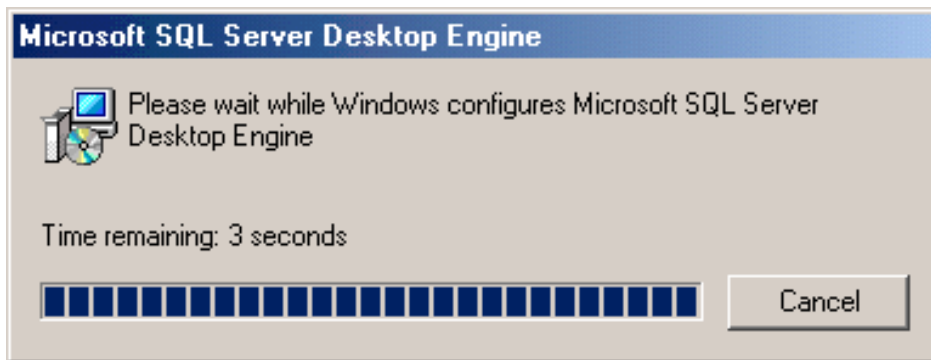 Microsoft SQL Server Desktop Engine
Please wait while Windows configures Microsoft SQL Server
Desktop Engine
Time remaining: 3 seconds
Cancel